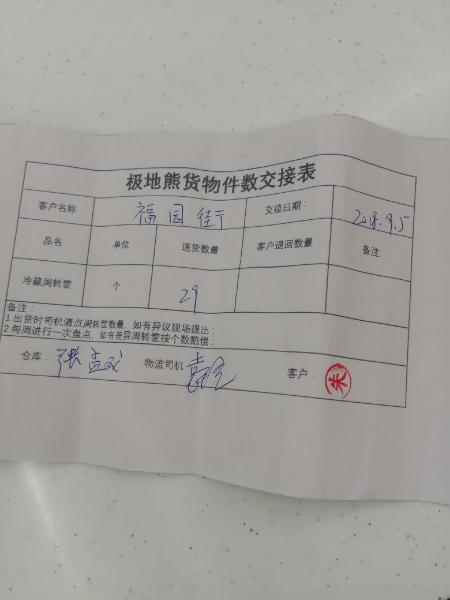 极地熊货物件数交接表
客户名称 福园街 交接日期: 2018.9.5
品名 单位 送货数量 客户退回数量 备注
冷藏周转筐 个 29
备注:
1.出货时司机清点周转筐数量、如有异议现场提出;
2.每周进行一次盘点、如有差异周转筐按个数赔偿;
仓库: 张孟 物流司机: 客户: 朱